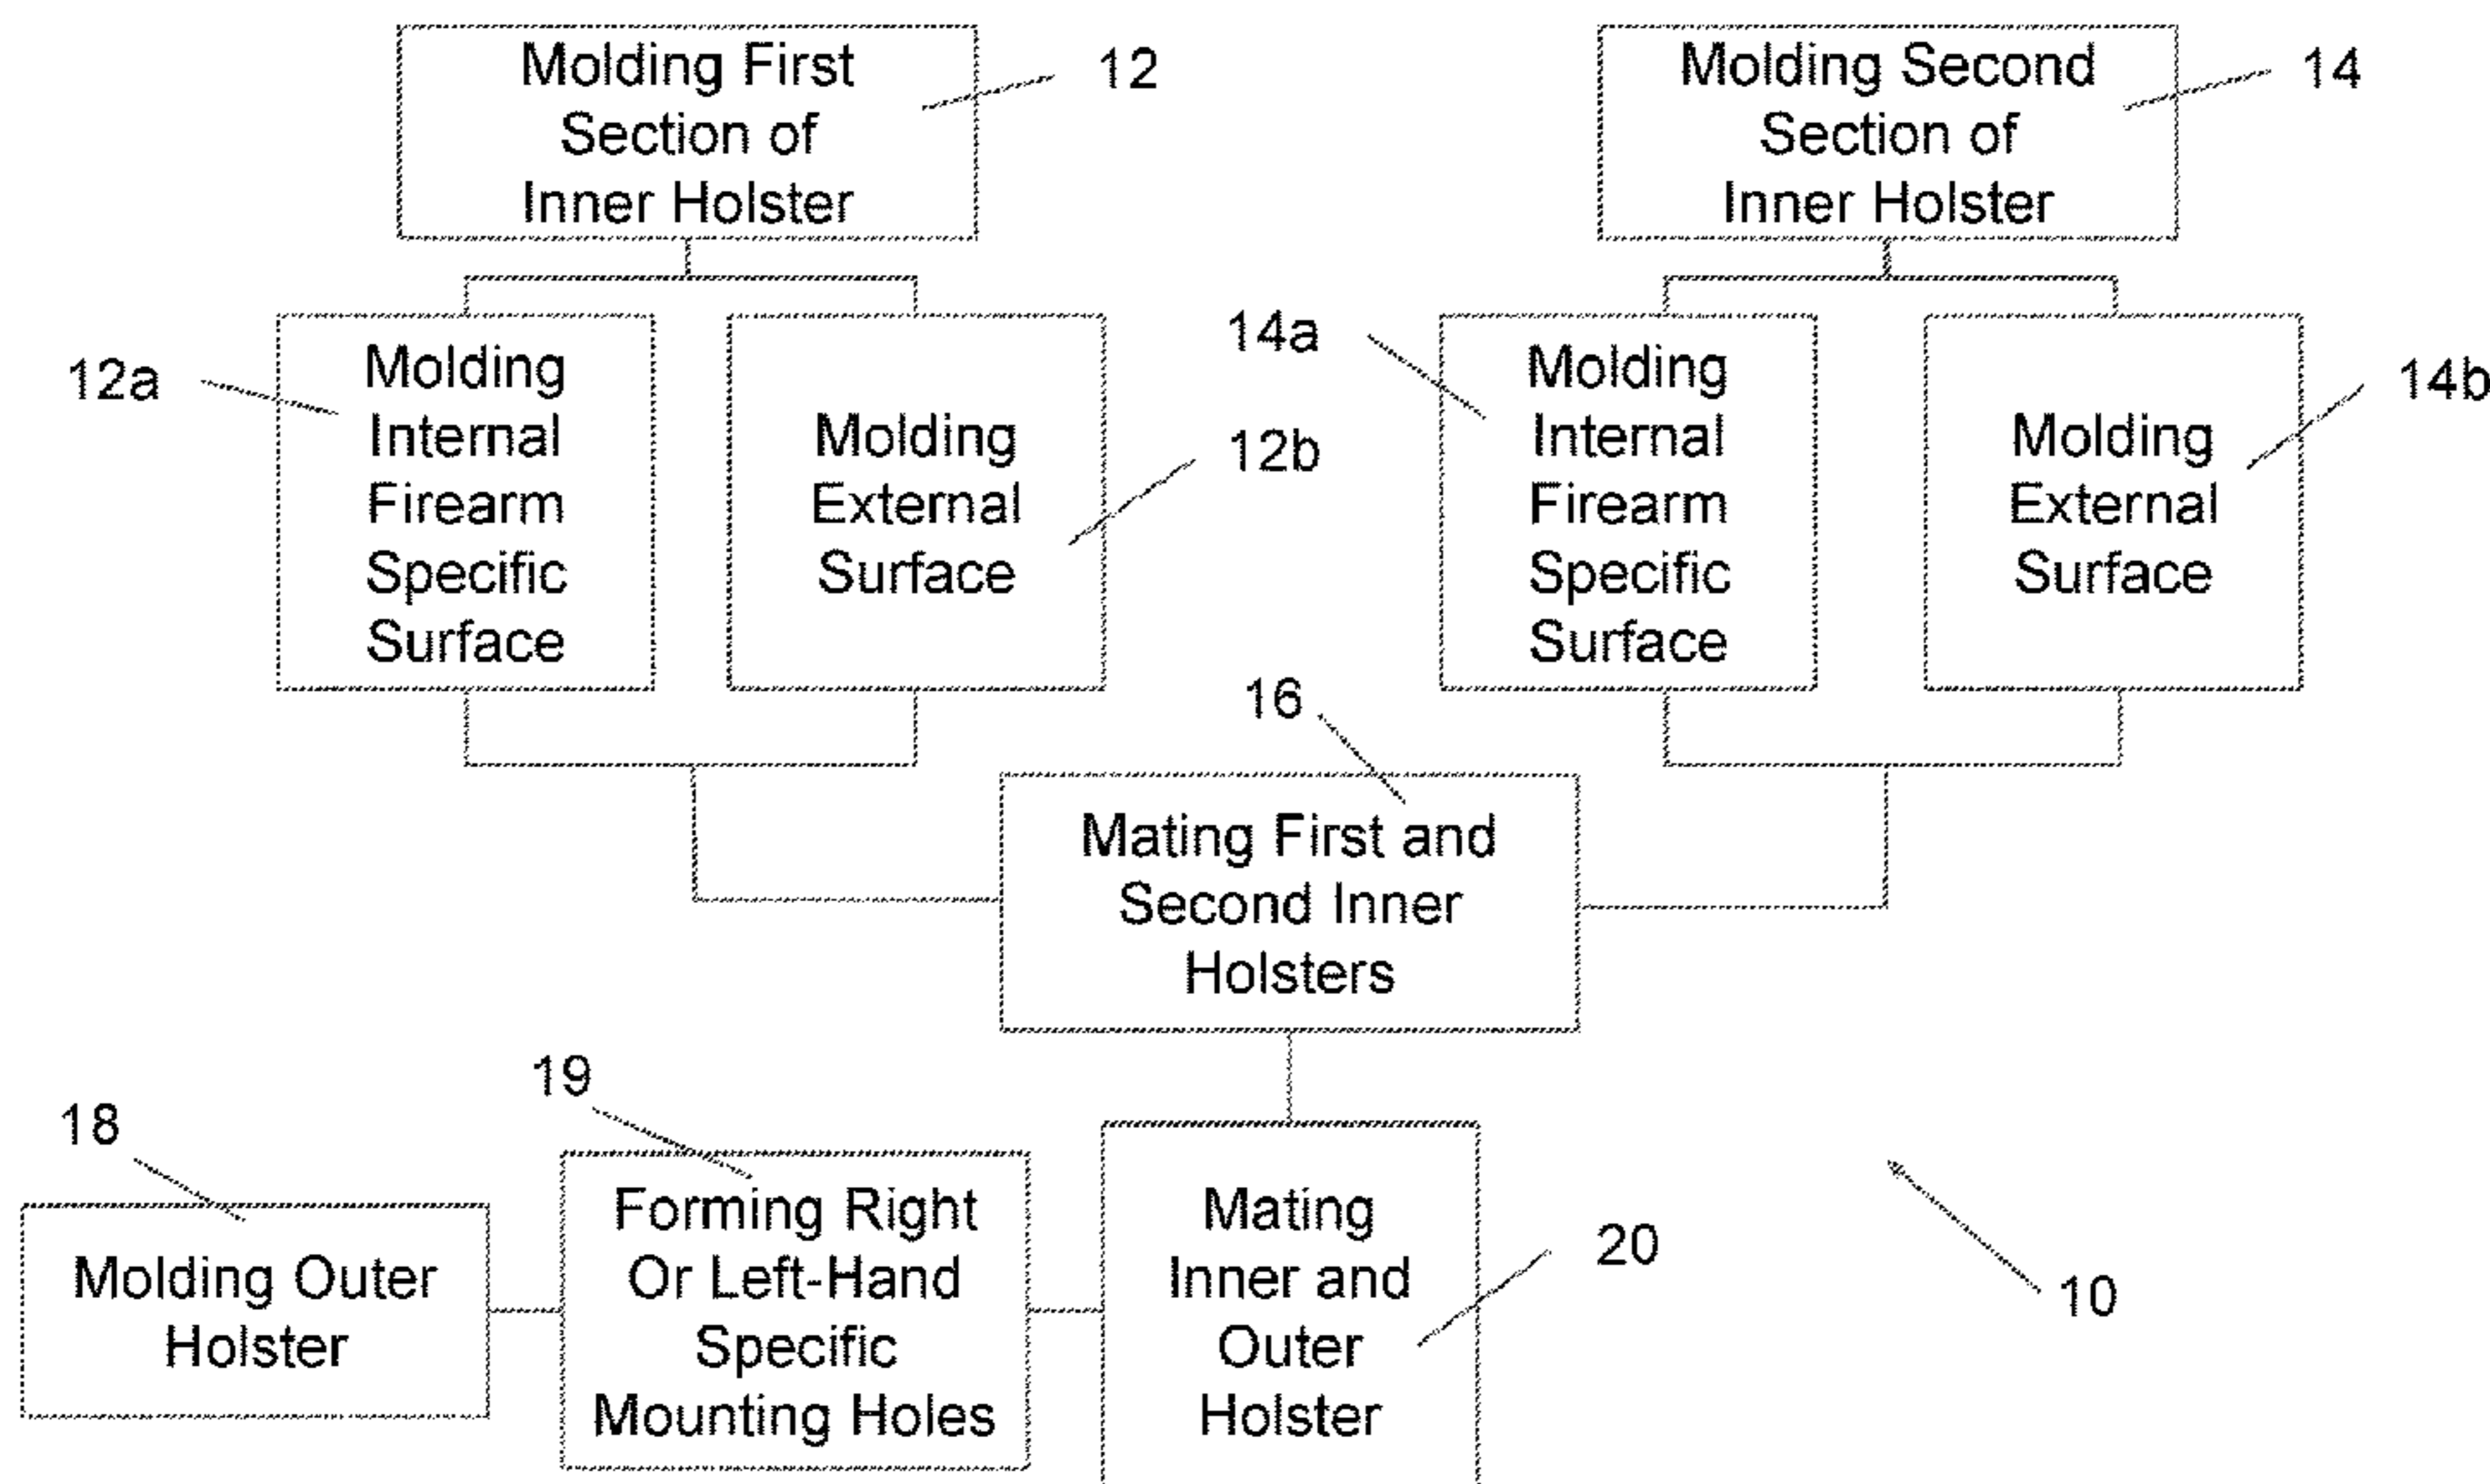 Molding First
Section of
Inner Holster
12
Molding Second
Section of
Inner Holster
14
12a
Molding
Internal
Firearm
Specific
Surface
Molding
External
Surface
12b
14a
Molding
Internal
Firearm
Specific
Surface
Molding
External
Surface
14b
16
Mating First and
Second Inner
Holsters
18
Molding Outer
Holster
19
Forming Right
Or Left-Hand
Specific
Mounting Holes
Mating
Inner and
Outer
Holster
20
10